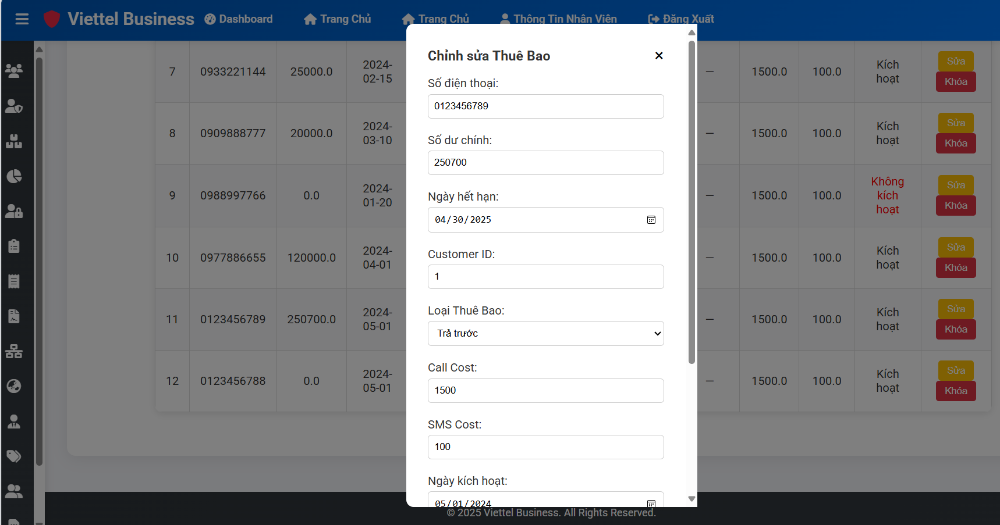 Viettel Business
Dashboard
Trang Chủ
Trang Chủ
Thông Tin Nhân Viên
Đăng Xuất
7 0933221144 25000.0 2024-02-15 — 1500.0 100.0 Kích hoạt Sửa Khóa
8 0909888777 20000.0 2024-03-10 — 1500.0 100.0 Kích hoạt Sửa Khóa
9 0988997766 0.0 2024-01-20 — 1500.0 100.0 Không kích hoạt Sửa Khóa
10 0977886655 120000.0 2024-04-01 — 1500.0 100.0 Kích hoạt Sửa Khóa
11 0123456789 250700.0 2024-05-01 — 1500.0 100.0 Kích hoạt Sửa Khóa
12 0123456788 0.0 2024-05-01 — 1500.0 100.0 Kích hoạt Sửa Khóa
Chỉnh sửa Thuê Bao
Số điện thoại:
0123456789
Số dư chính:
250700
Ngày hết hạn:
04/30/2025
Customer ID:
1
Loại Thuê Bao:
Trả trước
Call Cost:
1500
SMS Cost:
100
Ngày kích hoạt:
05/01/2024
© 2025 Viettel Business. All Rights Reserved.